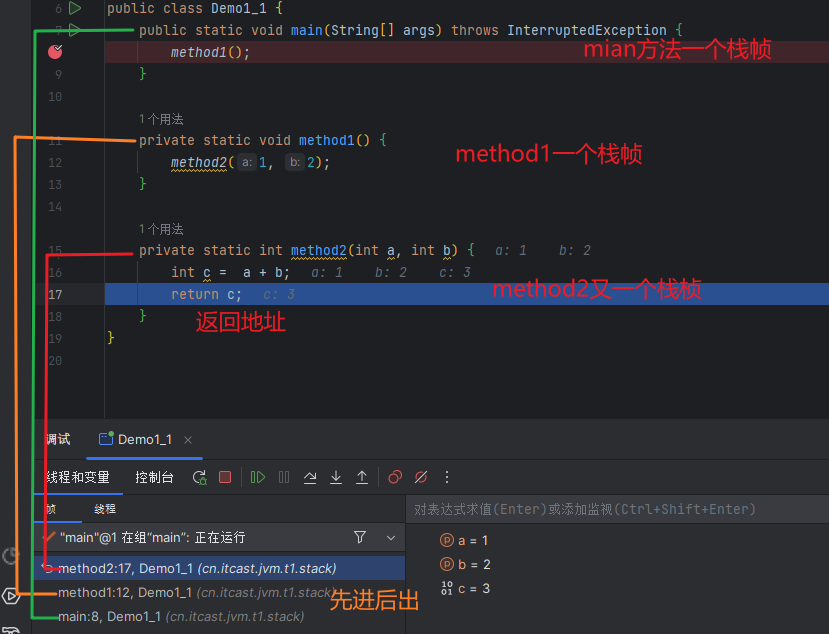 6 public class Demo1_1 {
7 public static void main(String[] args) throws InterruptedException {
method1(); mian方法一个栈帧
9 }
10
1个用法
11 private static void method1() { method1一个栈帧
12 method2( a: 1, b: 2);
13 }
14
1个用法
15 private static int method2(int a, int b) { a: 1 b: 2
16 int c = a + b; a: 1 b: 2 c: 3
17 return c; c: 3 method2又一个栈帧
18 } 返回地址
19 }
20
调试 Demo1_1 ×
线程和变量 控制台
帧 线程 对表达式求值(Enter)或添加监视(Ctrl+Shift+Enter)
"main"@1 在组“main”: 正在运行 p a = 1
method2:17, Demo1_1 (cn.itcast.jvm.t1.stack) p b = 2
method1:12, Demo1_1 (cn.itcast.jvm.t1.stack) 先进后出 10 01 c = 3
main:8, Demo1_1 (cn.itcast.jvm.t1.stack)